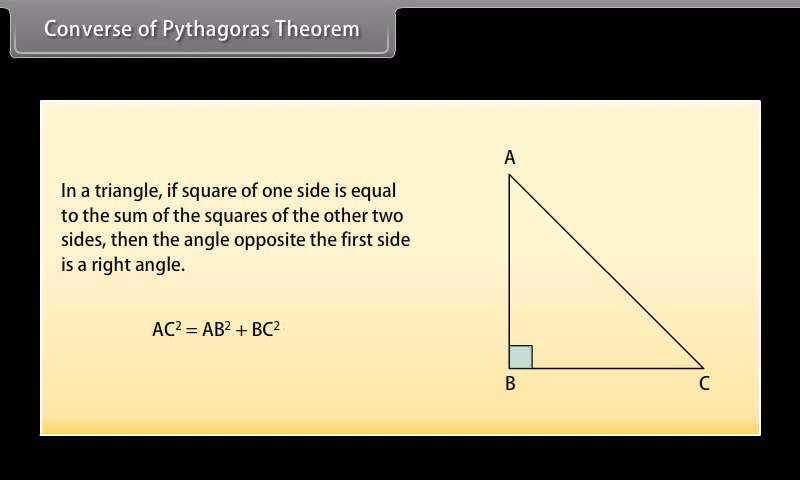 Converse of Pythagoras Theorem
In a triangle, if square of one side is equal
to the sum of the squares of the other two
sides, then the angle opposite the first side
is a right angle.
AC² = AB² + BC²
A
B
C